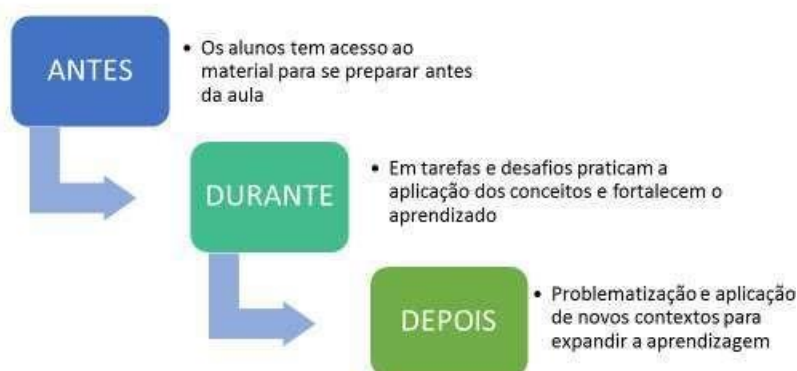 ANTES
• Os alunos tem acesso ao
material para se preparar antes
da aula
DURANTE
• Em tarefas e desafios praticam a
aplicação dos conceitos e fortalecem o
aprendizado
DEPOIS
• Problematização e aplicação
de novos contextos para
expandir a aprendizagem